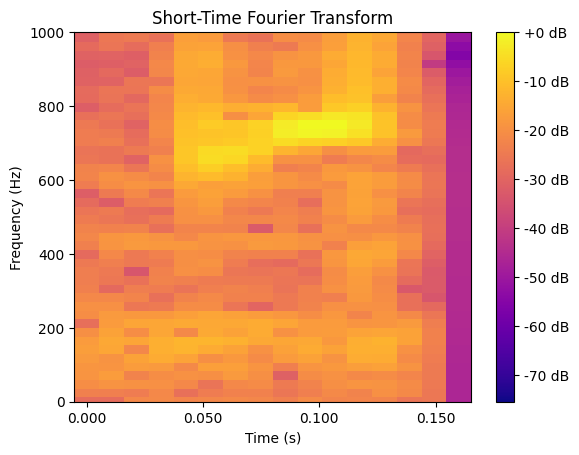 Short-Time Fourier Transform
1000
800
600
400
200
0
Frequency (Hz)
0.000
0.050
0.100
0.150
Time (s)
+0 dB
-10 dB
-20 dB
-30 dB
-40 dB
-50 dB
-60 dB
-70 dB